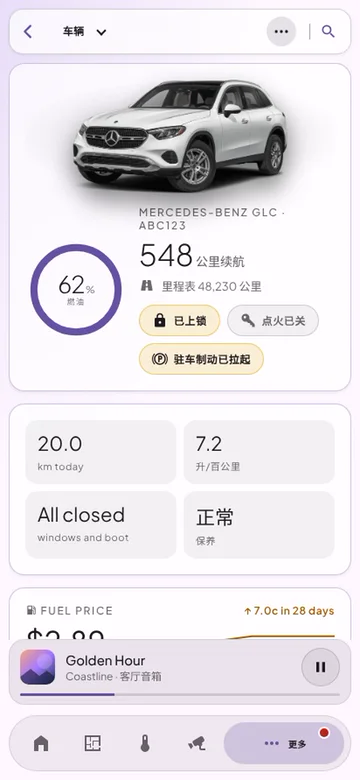 车辆
MERCEDES-BENZ GLC ·
ABC123
62%
燃油
548 公里续航
里程表 48,230 公里
已上锁
点火已关
驻车制动已拉起
20.0
km today
7.2
升/百公里
All closed
windows and boot
正常
保养
FUEL PRICE
↑ 7.0c in 28 days
Golden Hour
Coastline · 客厅音箱
更多